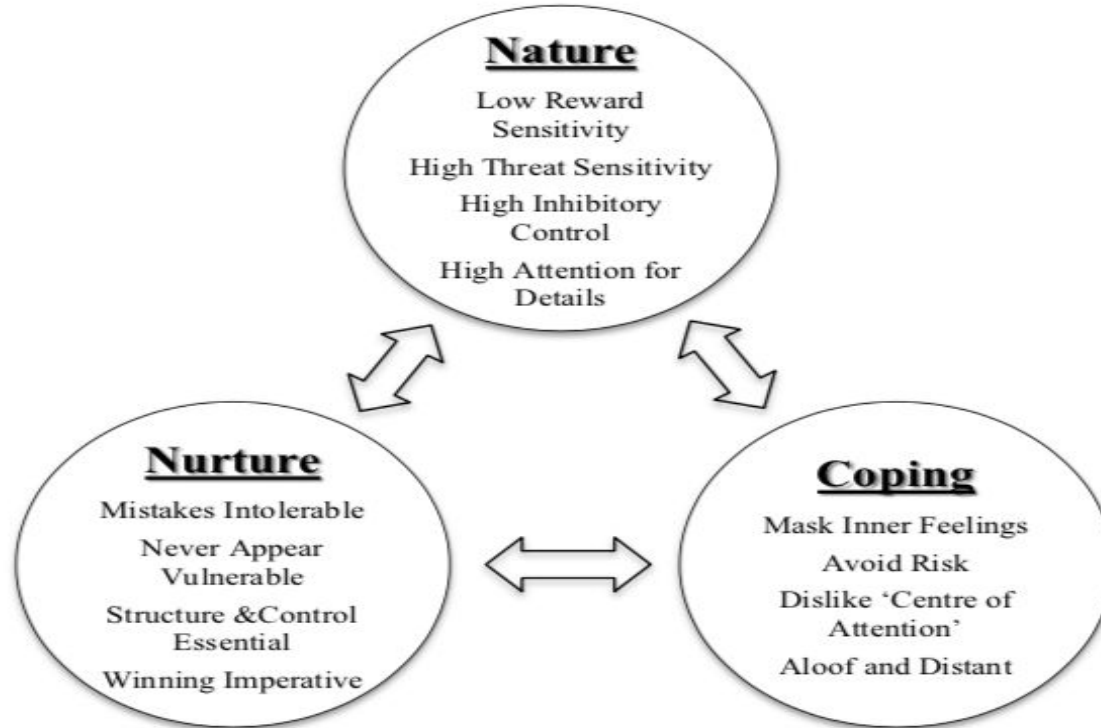 Nature
Low Reward
Sensitivity
High Threat Sensitivity
High Inhibitory
Control
High Attention for
Details
Nurture
Mistakes Intolerable
Never Appear
Vulnerable
Structure &Control
Essential
Winning Imperative
Coping
Mask Inner Feelings
Avoid Risk
Dislike ‘Centre of
Attention’
Aloof and Distant